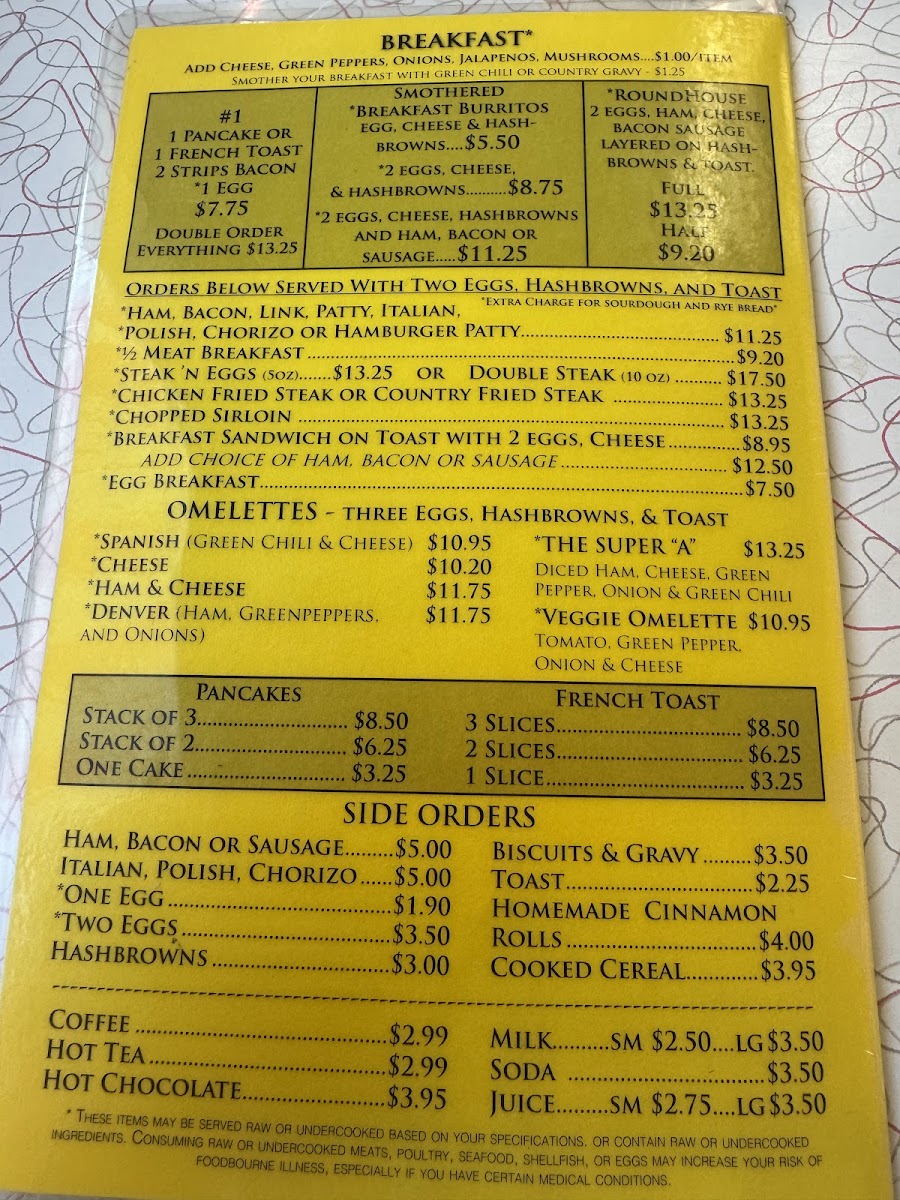 BREAKFAST*
ADD CHEESE, GREEN PEPPERS, ONIONS, JALAPENOS, MUSHROOMS....$1.00/ITEM
SMOTHER YOUR BREAKFAST WITH GREEN CHILI OR COUNTRY GRAVY - $1.25
#1
1 PANCAKE OR
1 FRENCH TOAST
2 STRIPS BACON
*1 EGG
$7.75
DOUBLE ORDER
EVERYTHING $13.25
SMOTHERED
*BREAKFAST BURRITOS
EGG, CHEESE & HASH-
BROWNS....$5.50
*2 EGGS, CHEESE,
& HASHBROWNS..........$8.75
*2 EGGS, CHEESE, HASHBROWNS
AND HAM, BACON OR
SAUSAGE.....$11.25
*ROUNDHOUSE
2 EGGS, HAM, CHEESE,
BACON SAUSAGE
LAYERED ON HASH-
BROWNS & TOAST.
FULL
$13.25
HALF
$9.20
ORDERS BELOW SERVED WITH TWO EGGS, HASHBROWNS, AND TOAST
*EXTRA CHARGE FOR SOURDOUGH AND RYE BREAD*
*HAM, BACON, LINK, PATTY, ITALIAN,
*POLISH, CHORIZO OR HAMBURGER PATTY.......................................... $11.25
*½ MEAT BREAKFAST..........................................................................................$9.20
*STEAK 'N EGGS (5OZ).......$13.25 OR DOUBLE STEAK (10 OZ) .......... $17.50
*CHICKEN FRIED STEAK OR COUNTRY FRIED STEAK ....................... $13.25
*CHOPPED SIRLOIN .......................................................................................... $13.25
*BREAKFAST SANDWICH ON TOAST WITH 2 EGGS, CHEESE...............$8.95
ADD CHOICE OF HAM, BACON OR SAUSAGE................................... $12.50
*EGG BREAKFAST.....................................................................................................$7.50
OMELETTES - THREE EGGS, HASHBROWNS, & TOAST
*SPANISH (GREEN CHILI & CHEESE) $10.95
*CHEESE $10.20
*HAM & CHEESE $11.75
*DENVER (HAM, GREENPEPPERS, $11.75
AND ONIONS)
*THE SUPER "A" $13.25
DICED HAM, CHEESE, GREEN
PEPPER, ONION & GREEN CHILI
*VEGGIE OMELETTE $10.95
TOMATO, GREEN PEPPER,
ONION & CHEESE
PANCAKES
STACK OF 3............................ $8.50
STACK OF 2............................ $6.25
ONE CAKE............................. $3.25
FRENCH TOAST
3 SLICES.................................. $8.50
2 SLICES.................................. $6.25
1 SLICE.................................... $3.25
SIDE ORDERS
HAM, BACON OR SAUSAGE.........$5.00
ITALIAN, POLISH, CHORIZO......$5.00
*ONE EGG........................................$1.90
*TWO EGGS.....................................$3.50
HASHBROWNS...............................$3.00
BISCUITS & GRAVY.........$3.50
TOAST...............................$2.25
HOMEMADE CINNAMON
ROLLS................................$4.00
COOKED CEREAL.............$3.95
COFFEE.............................................$2.99
HOT TEA..........................................$2.99
HOT CHOCOLATE.........................$3.95
MILK.........SM $2.50....LG $3.50
SODA .................................$3.50
JUICE.........SM $2.75....LG $3.50
* THESE ITEMS MAY BE SERVED RAW OR UNDERCOOKED BASED ON YOUR SPECIFICATIONS, OR CONTAIN RAW OR UNDERCOOKED
INGREDIENTS. CONSUMING RAW OR UNDERCOOKED MEATS, POULTRY, SEAFOOD, SHELLFISH, OR EGGS MAY INCREASE YOUR RISK OF
FOODBOURNE ILLNESS, ESPECIALLY IF YOU HAVE CERTAIN MEDICAL CONDITIONS.